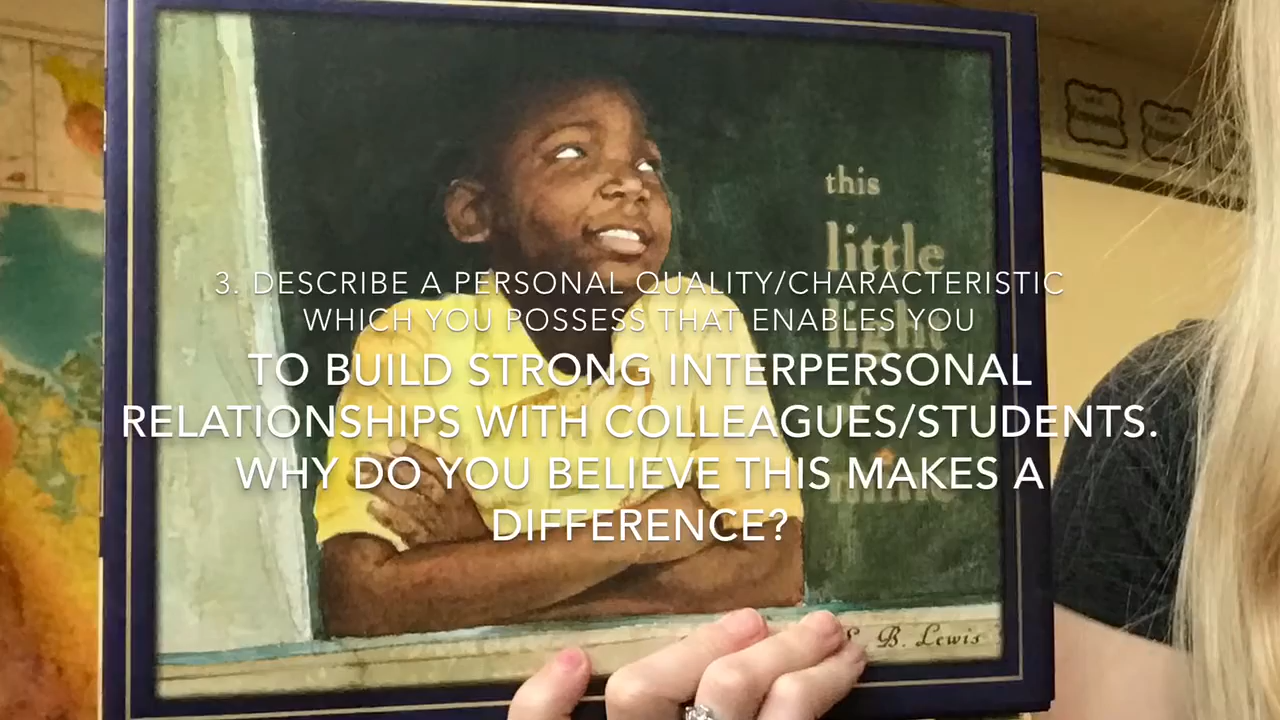 this
little
light
3. DESCRIBE A PERSONAL QUALITY/CHARACTERISTIC
WHICH YOU POSSESS THAT ENABLES YOU
TO BUILD STRONG INTERPERSONAL
RELATIONSHIPS WITH COLLEAGUES/STUDENTS.
WHY DO YOU BELIEVE THIS MAKES A
DIFFERENCE?
B. Lewis